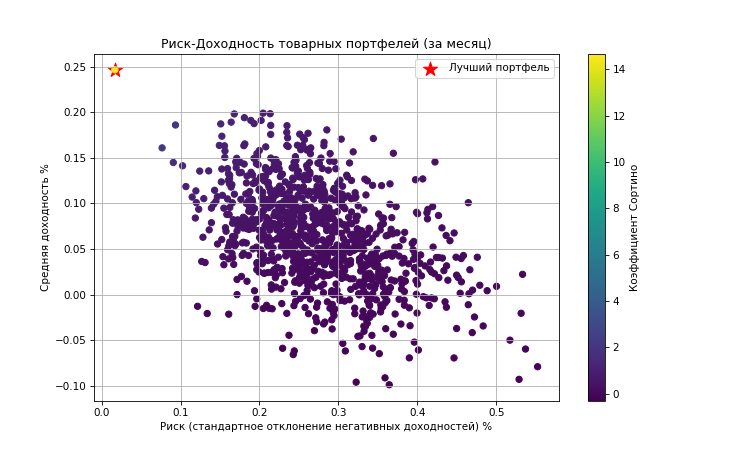 Риск-Доходность товарных портфелей (за месяц)
Лучший портфель
Средняя доходность %
0.25
0.20
0.15
0.10
0.05
0.00
−0.05
−0.10
0.0 0.1 0.2 0.3 0.4 0.5
Риск (стандартное отклонение негативных доходностей) %
14
12
10
8
6
4
2
0
Коэффициент Сортино